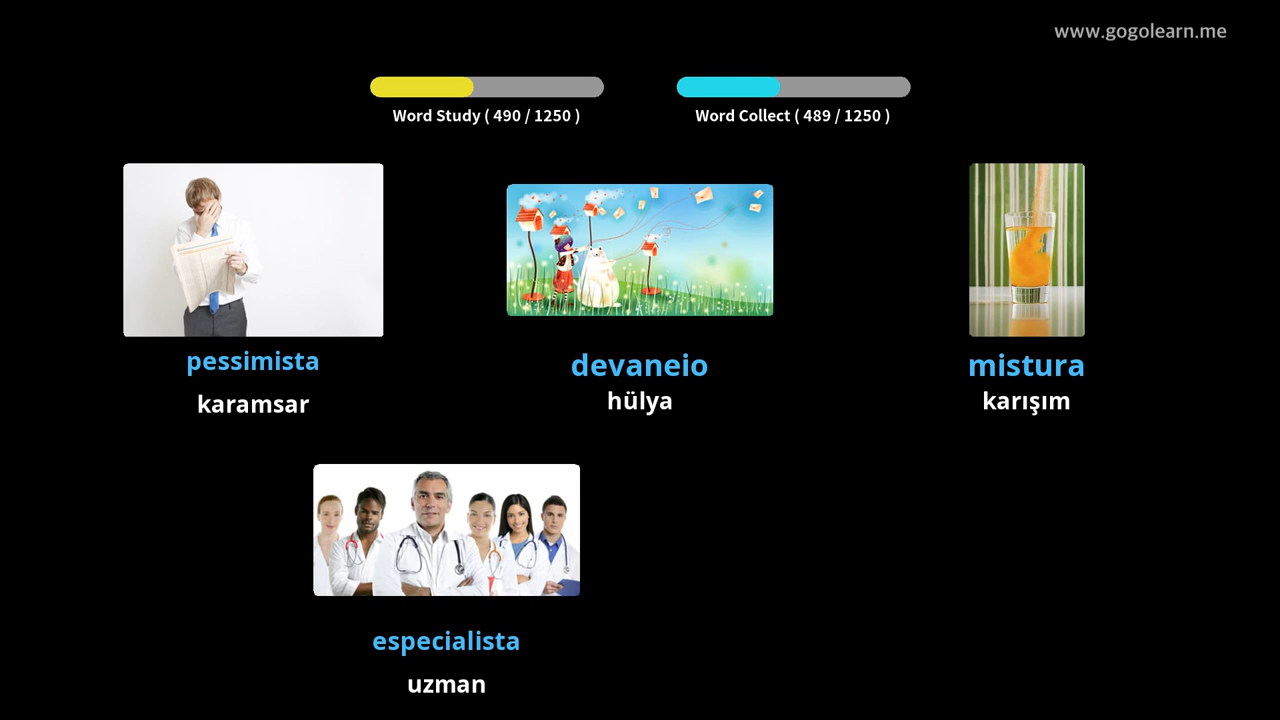 www.gogolearn.me
Word Study ( 490 / 1250 )
Word Collect ( 489 / 1250 )
pessimista
karamsar
devaneio
hülya
mistura
karışım
especialista
uzman